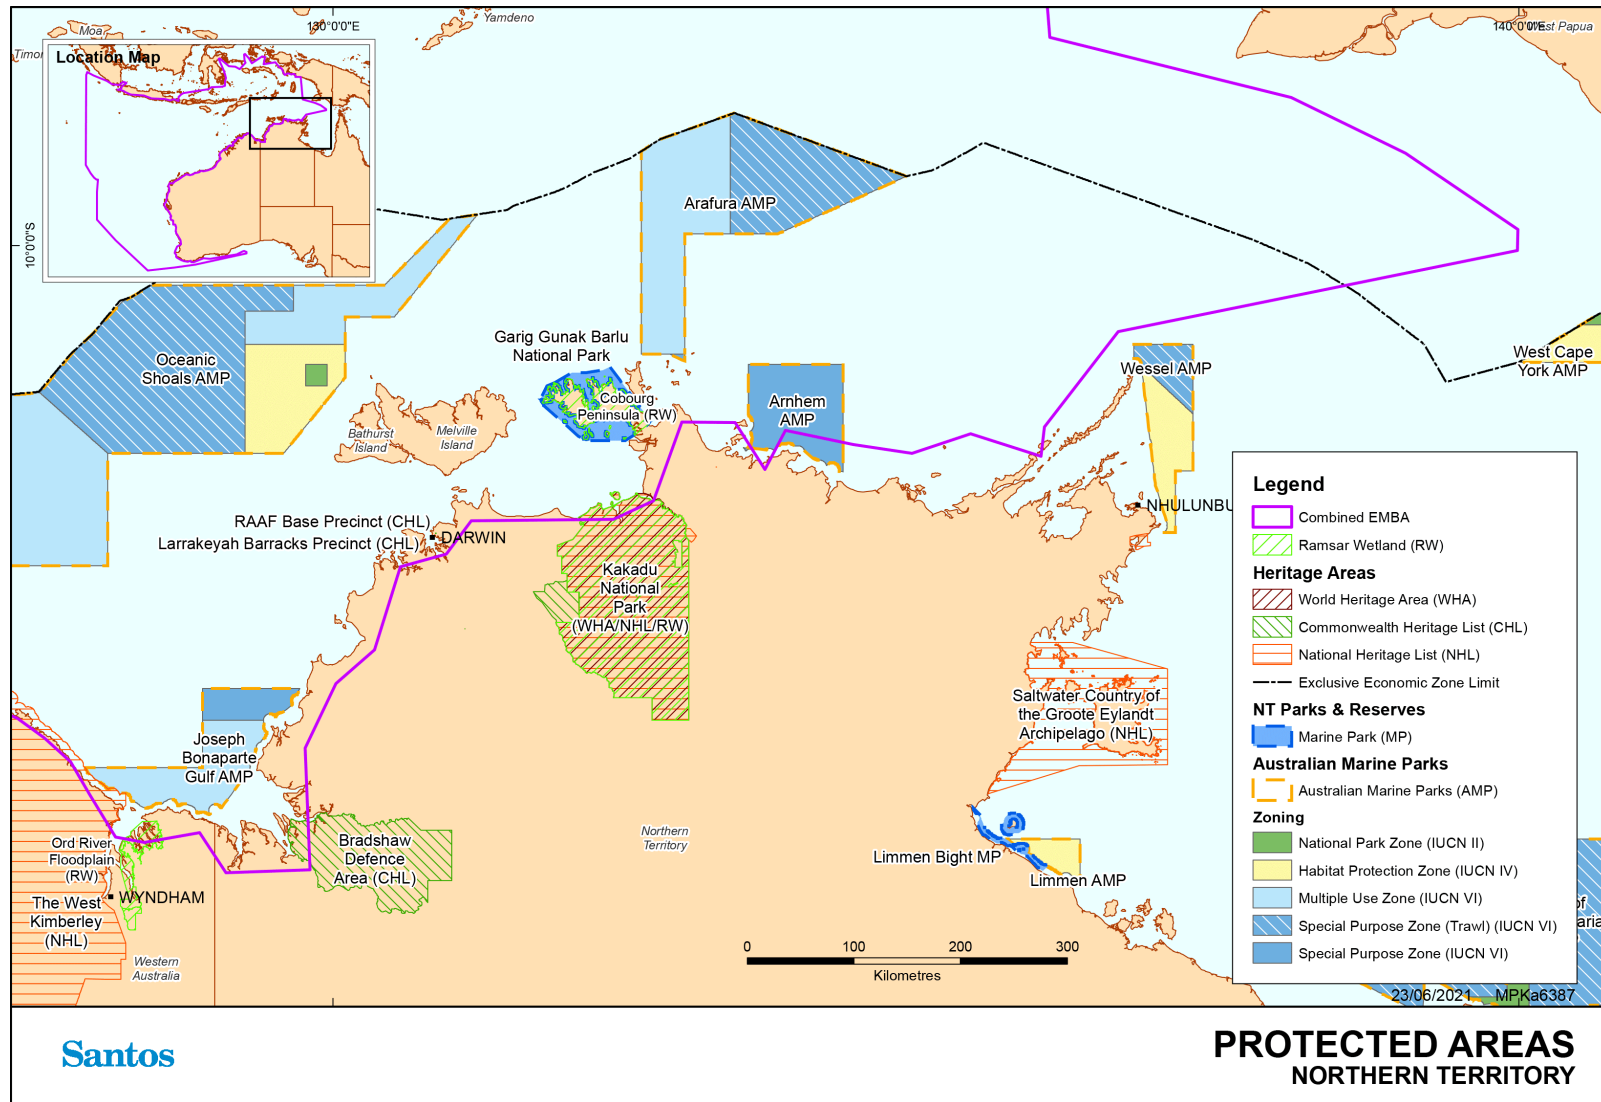 Yamdeno
130°0'0"E
140°0'0"E
West Papua
Moa
Timor
Location Map
10°0'0"S
Arafura AMP
Garig Gunak Barlu
National Park
Oceanic
Shoals AMP
West Cape
York AMP
Wessel AMP
Cobourg
Peninsula (RW)
Arnhem
AMP
Bathurst
Island
Melville
Island
RAAF Base Precinct (CHL)
Larrakeyah Barracks Precinct (CHL)
DARWIN
NHULUNBU
Kakadu
National
Park
(WHA/NHL/RW)
Saltwater Country of
the Groote Eylandt
Archipelago (NHL)
Joseph
Bonaparte
Gulf AMP
Ord River
Floodplain
(RW)
Bradshaw
Defence
Area (CHL)
Northern
Territory
Limmen Bight MP
Limmen AMP
WYNDHAM
The West
Kimberley
(NHL)
Western
Australia
0 100 200 300
Kilometres
Legend
Combined EMBA
Ramsar Wetland (RW)
Heritage Areas
World Heritage Area (WHA)
Commonwealth Heritage List (CHL)
National Heritage List (NHL)
Exclusive Economic Zone Limit
NT Parks & Reserves
Marine Park (MP)
Australian Marine Parks
Australian Marine Parks (AMP)
Zoning
National Park Zone (IUCN II)
Habitat Protection Zone (IUCN IV)
Multiple Use Zone (IUCN VI)
Special Purpose Zone (Trawl) (IUCN VI)
Special Purpose Zone (IUCN VI)
of
aria
23/06/2021 MPKa6387
Santos
PROTECTED AREAS
NORTHERN TERRITORY